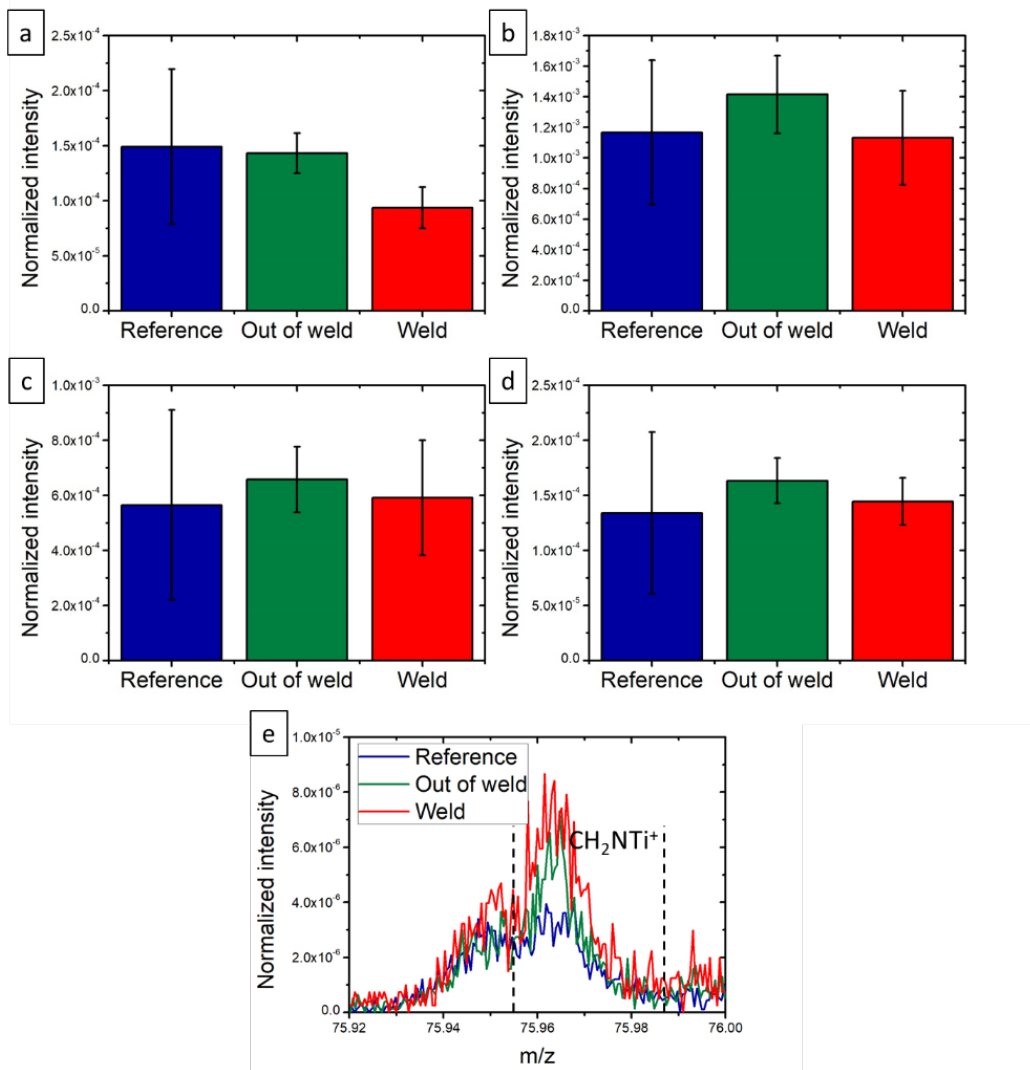 a
2.5x10⁻⁴
2.0x10⁻⁴
1.5x10⁻⁴
1.0x10⁻⁴
5.0x10⁻⁵
0.0
Normalized intensity
Reference Out of weld Weld
b
1.8x10⁻³
1.6x10⁻³
1.4x10⁻³
1.2x10⁻³
1.0x10⁻³
8.0x10⁻⁴
6.0x10⁻⁴
4.0x10⁻⁴
2.0x10⁻⁴
0.0
Normalized intensity
Reference Out of weld Weld
c
1.0x10⁻³
8.0x10⁻⁴
6.0x10⁻⁴
4.0x10⁻⁴
2.0x10⁻⁴
0.0
Normalized intensity
Reference Out of weld Weld
d
2.5x10⁻⁴
2.0x10⁻⁴
1.5x10⁻⁴
1.0x10⁻⁴
5.0x10⁻⁵
0.0
Normalized intensity
Reference Out of weld Weld
e
1.0x10⁻⁵
8.0x10⁻⁶
6.0x10⁻⁶
4.0x10⁻⁶
2.0x10⁻⁶
0.0
Normalized intensity
Reference
Out of weld
Weld
CH₂NTi⁺
75.92 75.94 75.96 75.98 76.00
m/z